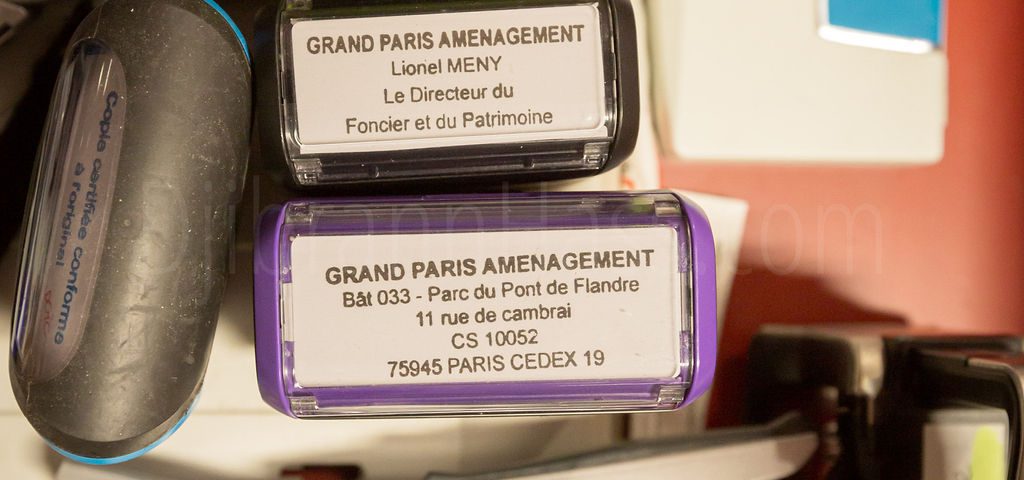 GRAND PARIS AMENAGEMENT
Lionel MENY
Le Directeur du
Foncier et du Patrimoine
Copie certifiée conforme
à l'original
GRAND PARIS AMENAGEMENT
Bât 033 - Parc du Pont de Flandre
11 rue de cambrai
CS 10052
75945 PARIS CEDEX 19